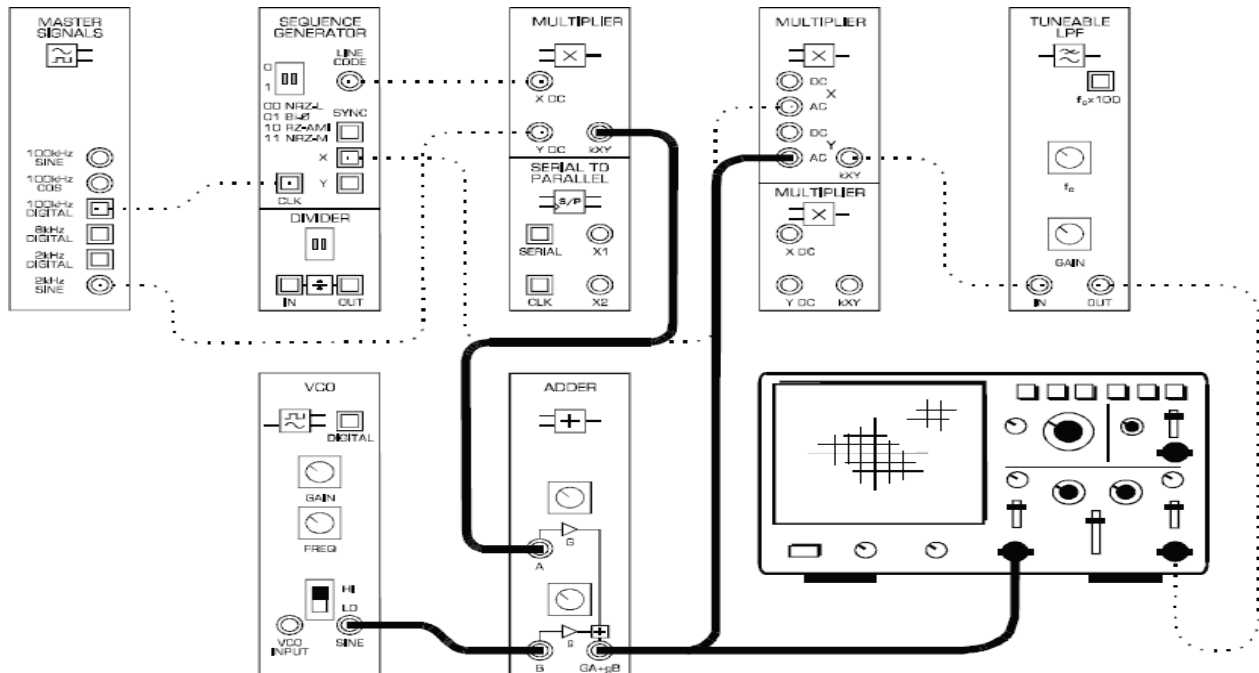 MASTER
SIGNALS
100kHz
SINE
100kHz
COS
100kHz
DIGITAL
8kHz
DIGITAL
2kHz
DIGITAL
2kHz
SINE
SEQUENCE
GENERATOR
LINE
CODE
0
1
00 NRZ-L
01 Bi-Ø
10 RZ-AMI
11 NRZ-M
SYNC
X
Y
CLK
DIVIDER
÷
IN
OUT
MULTIPLIER
X
X DC
Y DC
kXY
SERIAL TO
PARALLEL
S/P
SERIAL
X1
CLK
X2
MULTIPLIER
X
DC
X
AC
DC
Y
AC
kXY
MULTIPLIER
X
X DC
Y DC
kXY
TUNEABLE
LPF
fcx100
fc
GAIN
IN
OUT
VCO
DIGITAL
GAIN
FREQ
HI
LO
VCO
INPUT
SINE
ADDER
+
G
A
g
+
B
GA+gB